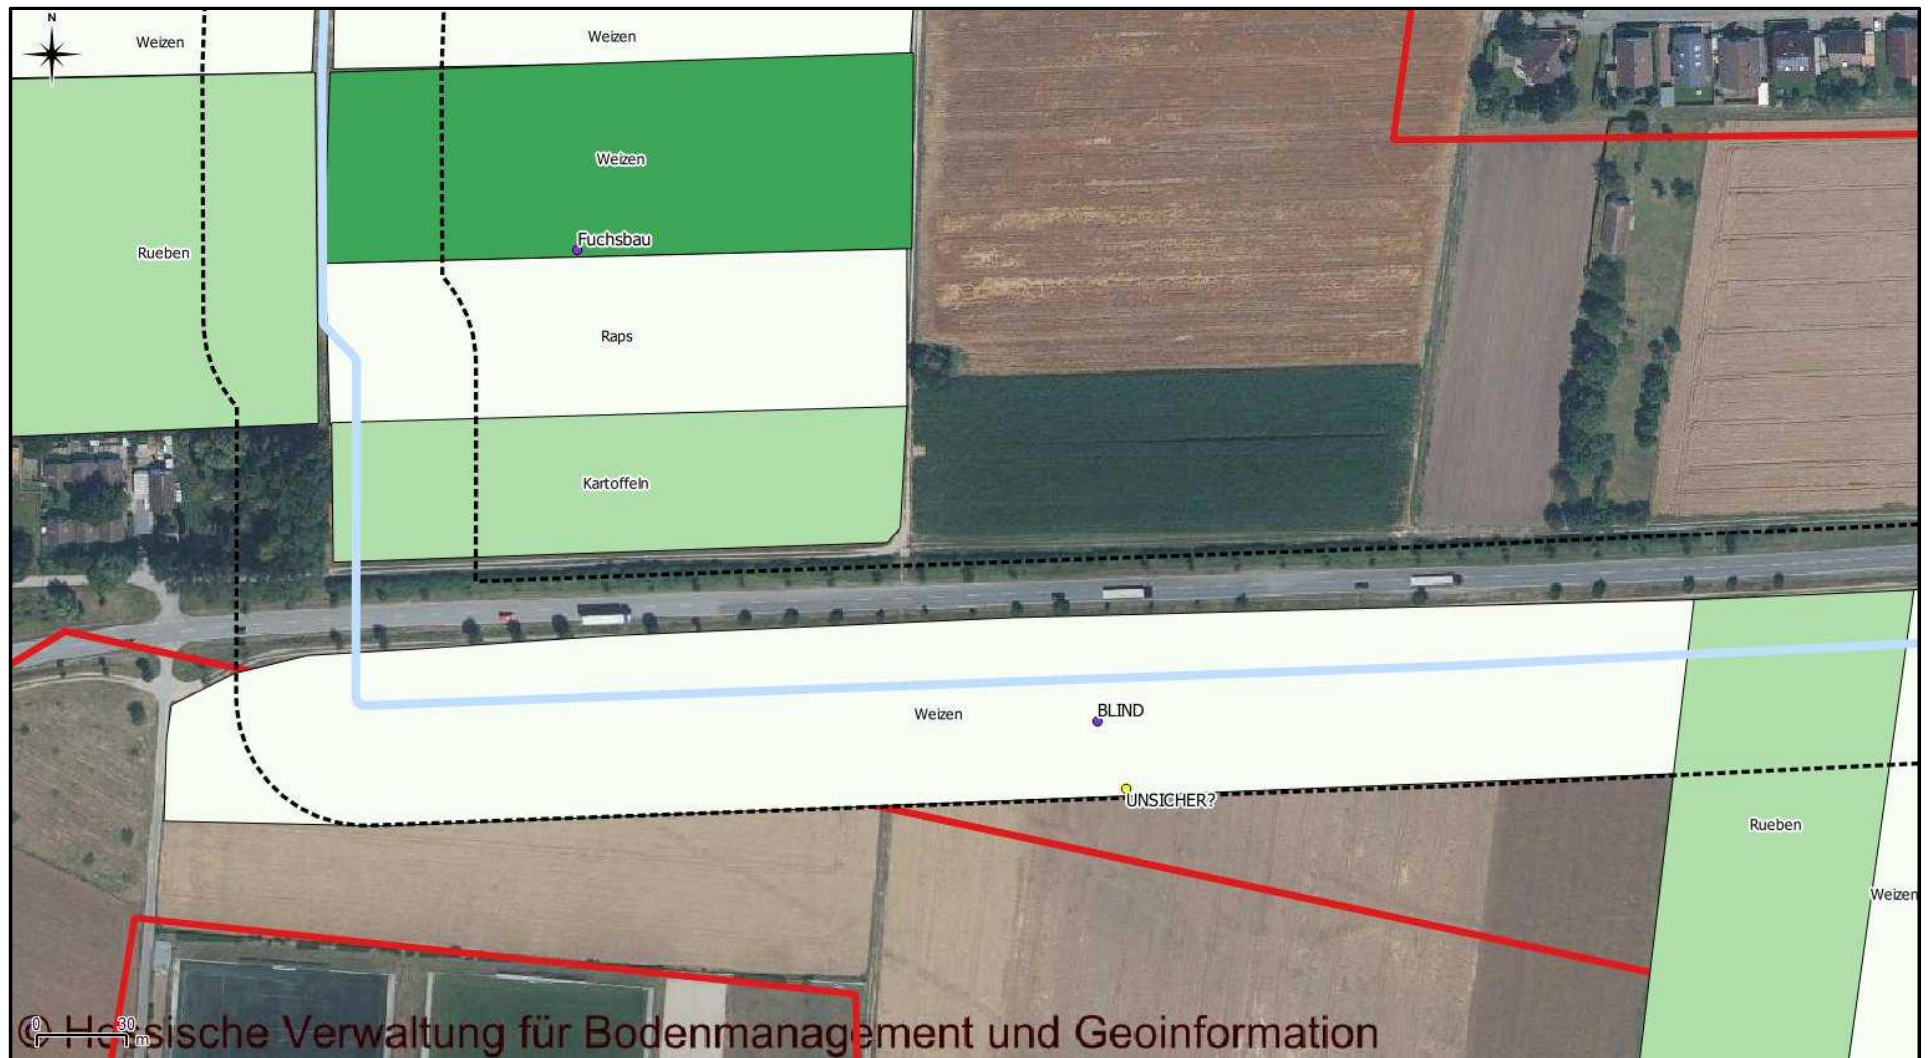 N
Weizen
Weizen
Weizen
Fuchsbau
Rueben
Raps
Kartoffeln
BLIND
Weizen
UNSICHER?
Rueben
Weizen
0 30
m
© Hessische Verwaltung für Bodenmanagement und Geoinformation